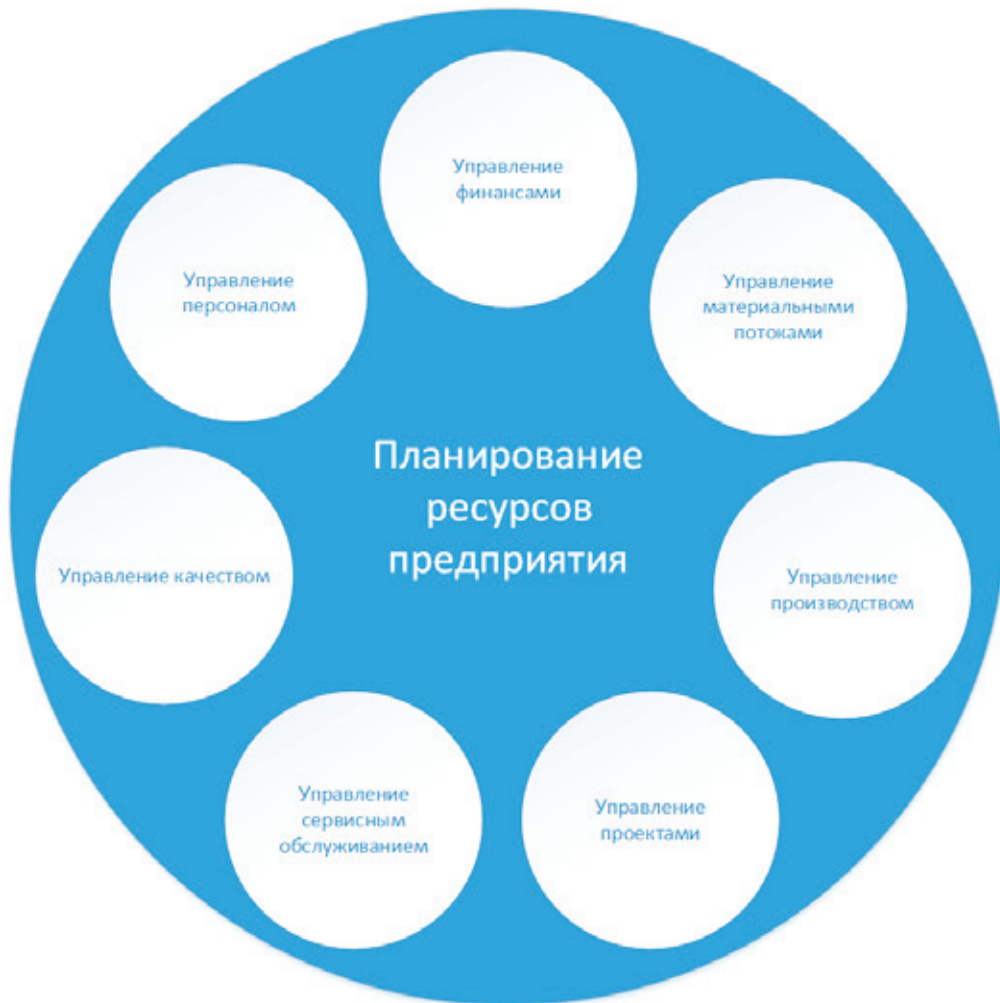 Управление
финансами
Управление
материальными
потоками
Управление
производством
Управление
проектами
Управление
сервисным
обслуживанием
Управление качеством
Управление
персоналом
Планирование
ресурсов
предприятия